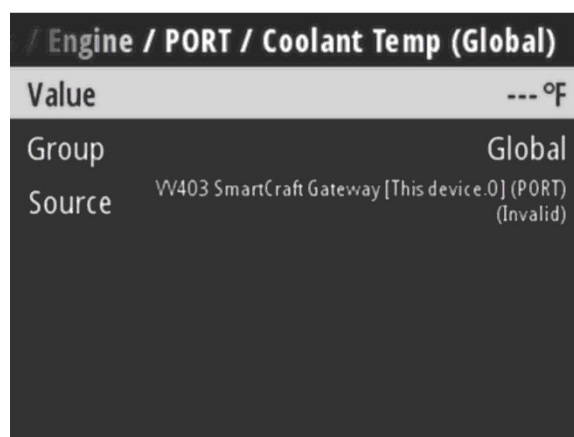 / Engine / PORT / Coolant Temp (Global)
Value --- °F
Group Global
Source VV403 SmartCraft Gateway [This device.0] (PORT)
(Invalid)